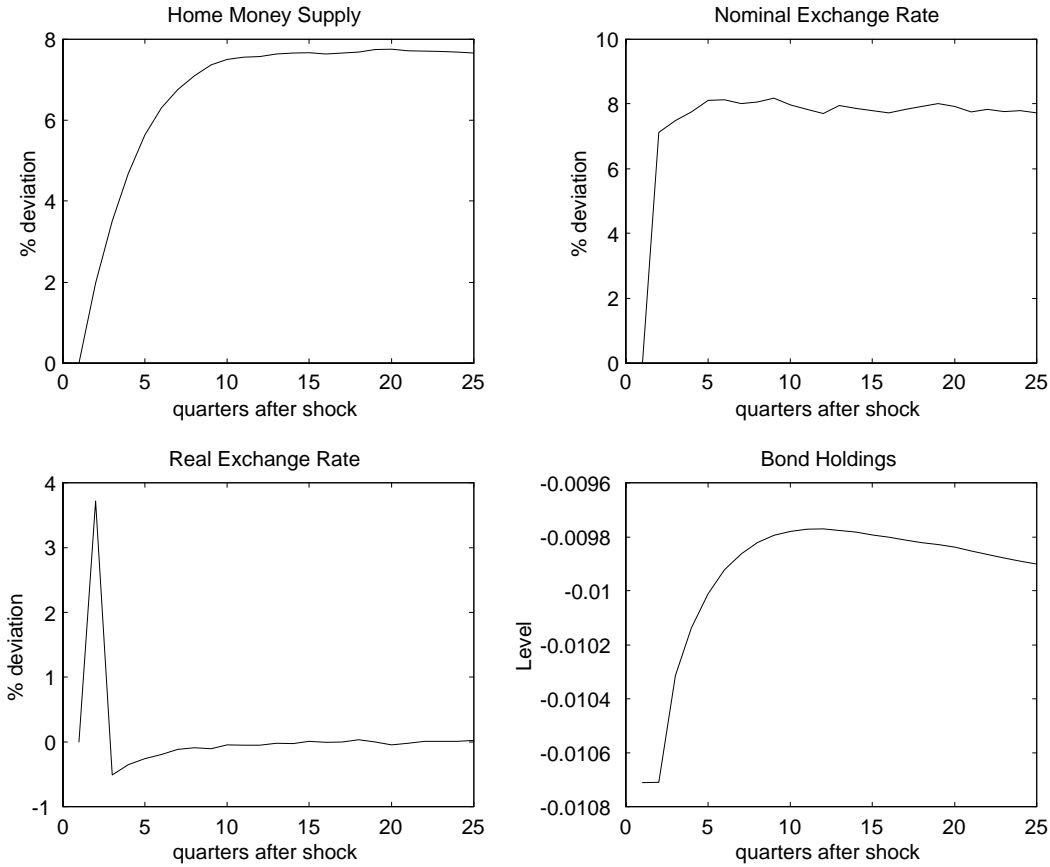 Home Money Supply
8
6
4
2
0
% deviation
0 5 10 15 20 25
quarters after shock
Nominal Exchange Rate
10
8
6
4
2
0
% deviation
0 5 10 15 20 25
quarters after shock
Real Exchange Rate
4
3
2
1
0
-1
% deviation
0 5 10 15 20 25
quarters after shock
Bond Holdings
-0.0096
-0.0098
-0.01
-0.0102
-0.0104
-0.0106
-0.0108
Level
0 5 10 15 20 25
quarters after shock